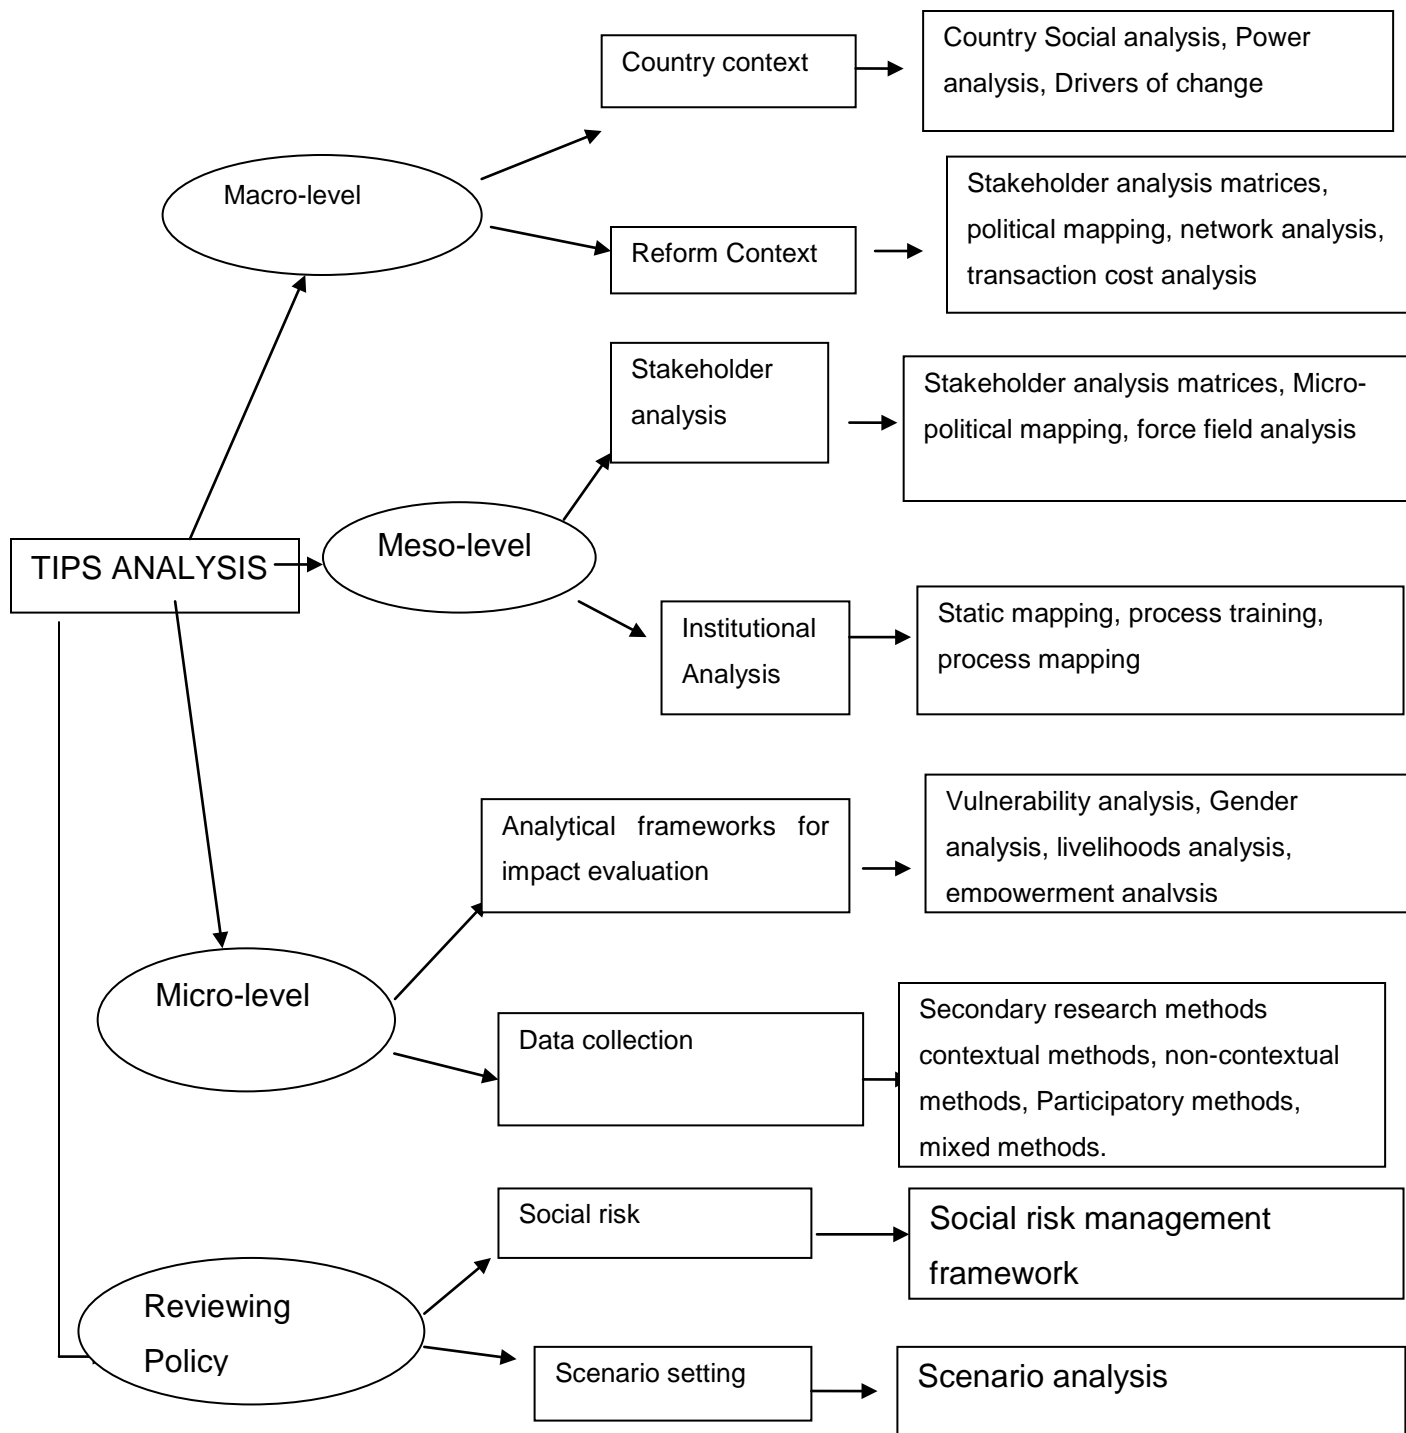 Country context
Country Social analysis, Power
analysis, Drivers of change
Macro-level
Reform Context
Stakeholder analysis matrices,
political mapping, network analysis,
transaction cost analysis
Stakeholder
analysis
Stakeholder analysis matrices, Micro-
political mapping, force field analysis
TIPS ANALYSIS
Meso-level
Institutional
Analysis
Static mapping, process training,
process mapping
Analytical frameworks for
impact evaluation
Vulnerability analysis, Gender
analysis, livelihoods analysis,
empowerment analysis
Micro-level
Data collection
Secondary research methods
contextual methods, non-contextual
methods, Participatory methods,
mixed methods.
Social risk
Social risk management
framework
Reviewing
Policy
Scenario setting
Scenario analysis